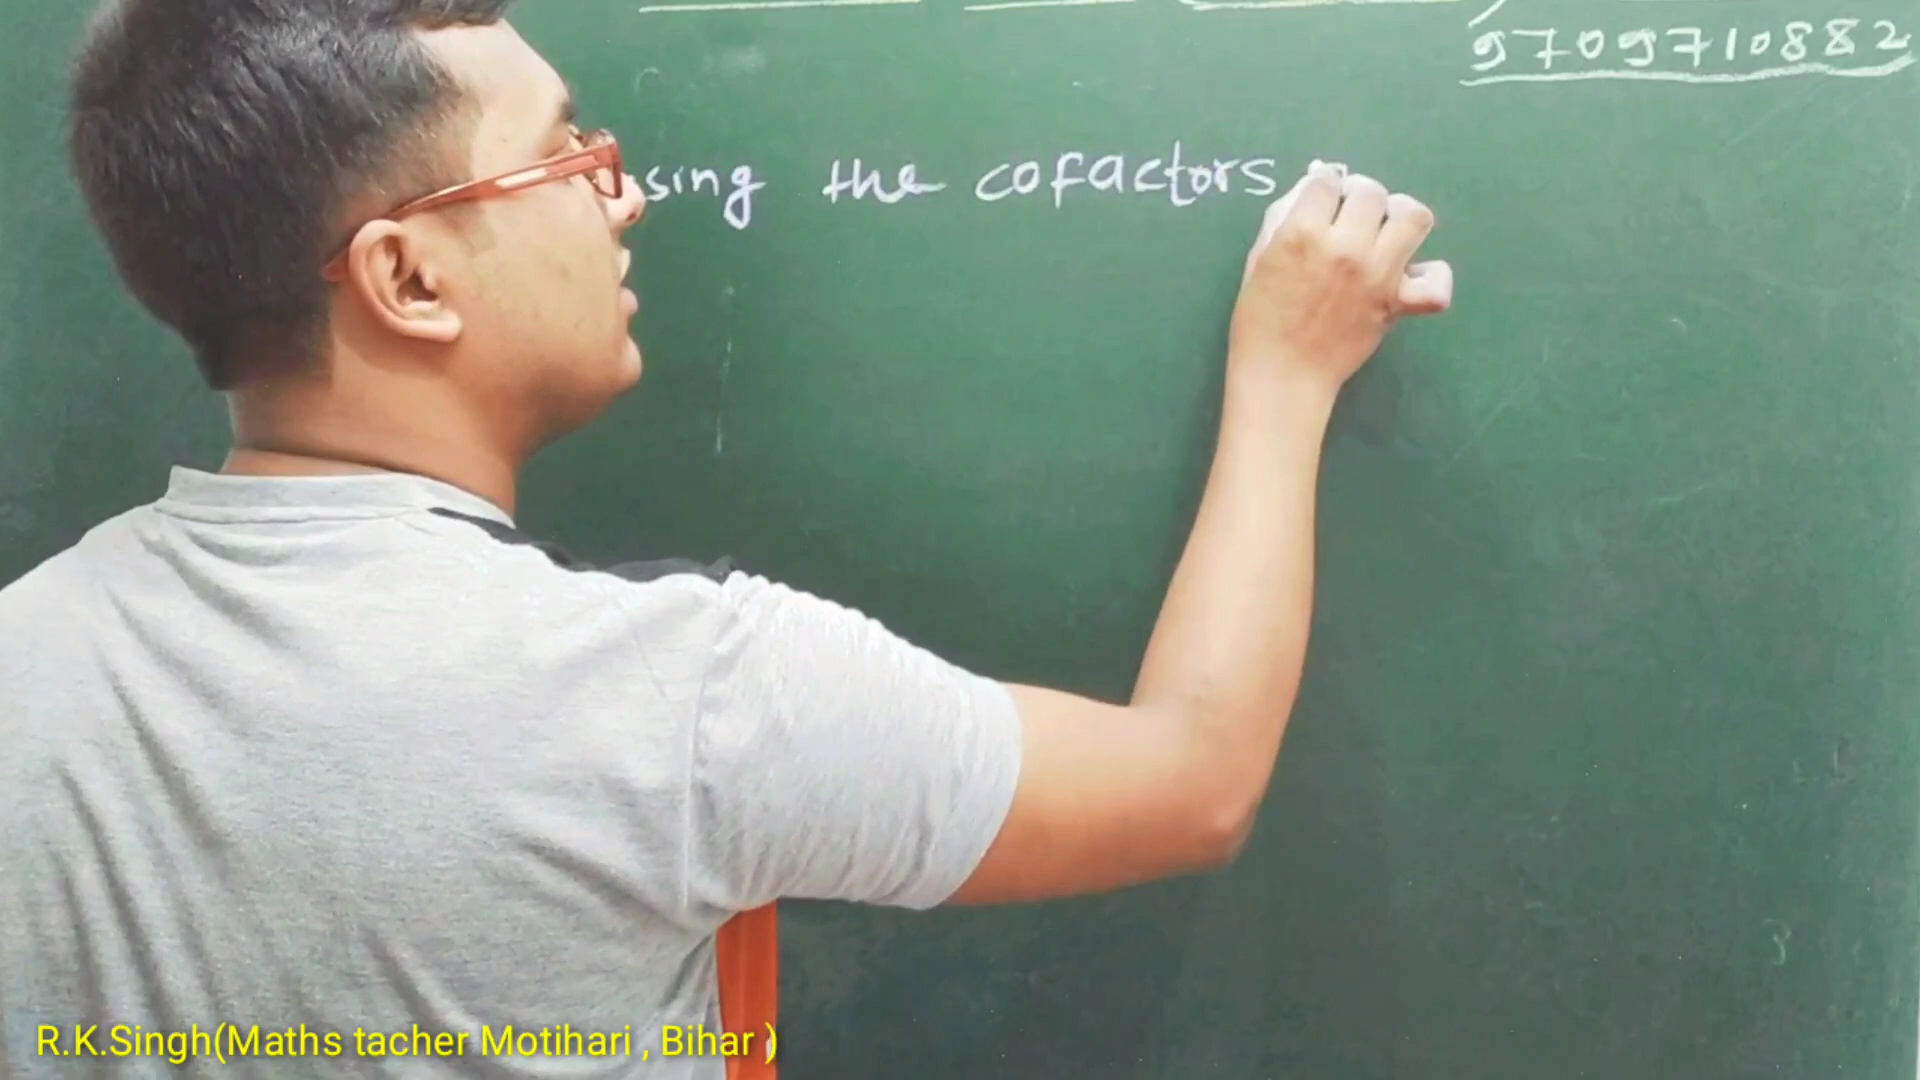 9709710882
sing the cofactors
R.K.Singh(Maths tacher Motihari , Bihar )